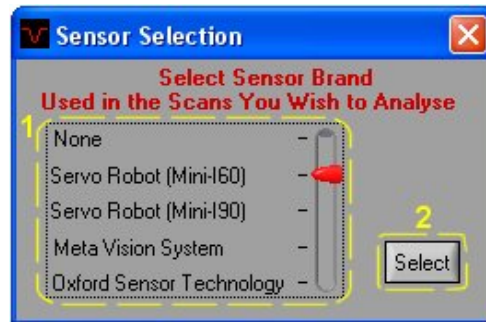 Sensor Selection
Select Sensor Brand
Used in the Scans You Wish to Analyse
1
None
Servo Robot (Mini-I60)
Servo Robot (Mini-I90)
Meta Vision System
Oxford Sensor Technology
2
Select